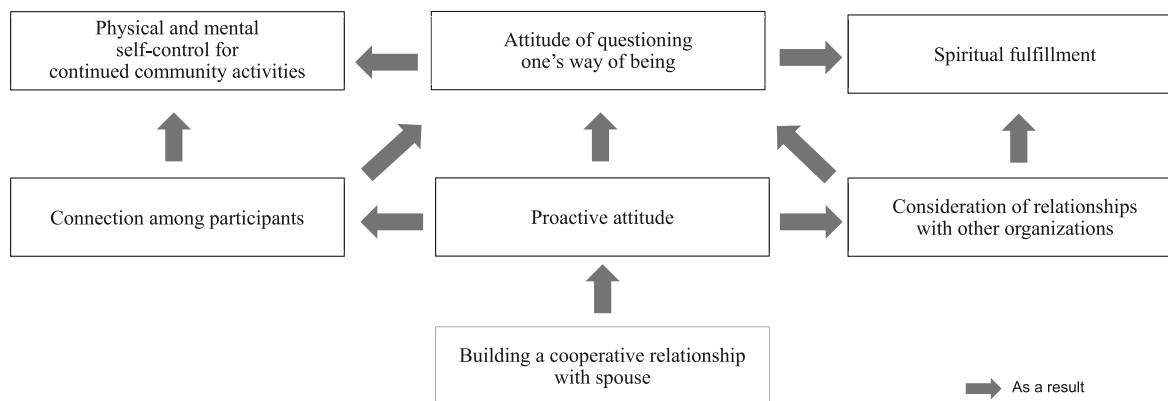 Physical and mental
self-control for
continued community activities
Attitude of questioning
one's way of being
Spiritual fulfillment
Connection among participants
Proactive attitude
Consideration of relationships
with other organizations
Building a cooperative relationship
with spouse
As a result